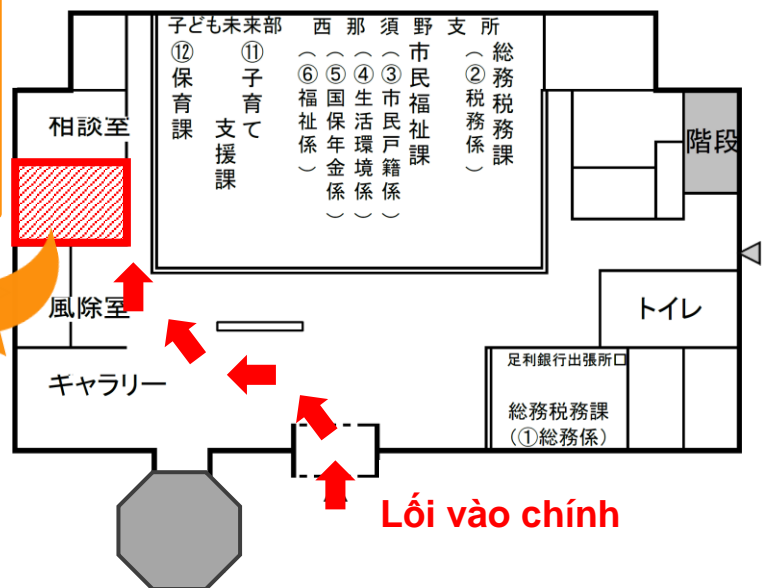 子ども未来部
⑫保育課
⑪子育て支援課
西那須野支所
総務税務課
(②税務係)
市民福祉課
(③市民戸籍係)
(④生活環境係)
(⑤国保年金係)
(⑥福祉係)
相談室
階段
風除室
トイレ
キャラリー
足利銀行出張所口
総務税務課
(①総務係)
Lối vào chính